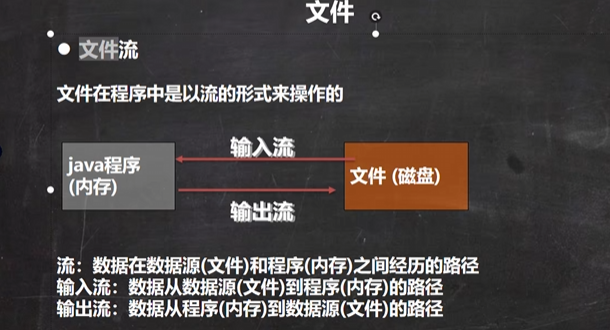 文件
文件流
文件在程序中是以流的形式来操作的
输入流
java程序
(内存)
文件 (磁盘)
输出流
流：数据在数据源(文件)和程序(内存)之间经历的路径
输入流：数据从数据源(文件)到程序(内存)的路径
输出流：数据从程序(内存)到数据源(文件)的路径